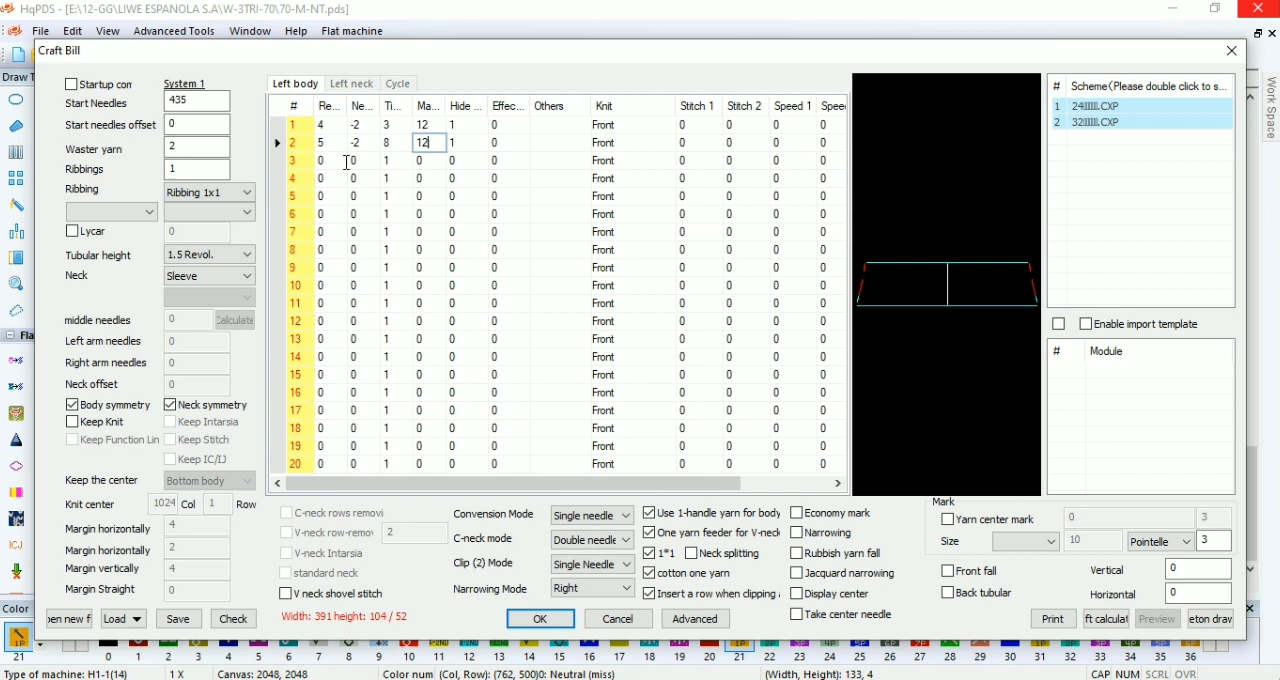 HqPDS - [E:\12-GG\LIWE ESPANOLA S.A\W-3TRI-70\70-M-NT.pds]
File Edit View Advanceed Tools Window Help Flat machine
Craft Bill
Draw T
Startup con System 1
Start Needles 435
Start needles offset 0
Waster yarn 2
Ribbings 1
Ribbing Ribbing 1x1
Lycar 0
Tubular height 1.5 Revol.
Neck Sleeve
middle needles 0 Calculate
Left arm needles 0
Right arm needles 0
Neck offset 0
Body symmetry Neck symmetry
Keep Knit Keep Intarsia
Keep Function Lin Keep Stitch
Keep IC/IJ
Keep the center Bottom body
Knit center 1024 Col 1 Row
Margin horizontally 4
Margin horizontally 2
Margin vertically 4
Margin Straight 0
Load Save Check
Left body Left neck Cycle
# Re... Ne... Ti... Ma... Hide ... Effec... Others Knit Stitch 1 Stitch 2 Speed 1 Spee
1 4 -2 3 12 1 0 Front 0 0 0 0
2 5 -2 8 12 1 0 Front 0 0 0 0
3 0 0 1 0 0 0 Front 0 0 0 0
4 0 0 1 0 0 0 Front 0 0 0 0
5 0 0 1 0 0 0 Front 0 0 0 0
6 0 0 1 0 0 0 Front 0 0 0 0
7 0 0 1 0 0 0 Front 0 0 0 0
8 0 0 1 0 0 0 Front 0 0 0 0
9 0 0 1 0 0 0 Front 0 0 0 0
10 0 0 1 0 0 0 Front 0 0 0 0
11 0 0 1 0 0 0 Front 0 0 0 0
12 0 0 1 0 0 0 Front 0 0 0 0
13 0 0 1 0 0 0 Front 0 0 0 0
14 0 0 1 0 0 0 Front 0 0 0 0
15 0 0 1 0 0 0 Front 0 0 0 0
16 0 0 1 0 0 0 Front 0 0 0 0
17 0 0 1 0 0 0 Front 0 0 0 0
18 0 0 1 0 0 0 Front 0 0 0 0
19 0 0 1 0 0 0 Front 0 0 0 0
20 0 0 1 0 0 0 Front 0 0 0 0
C-neck rows removi
V-neck row-remov 2
V-neck Intarsia
standard neck
V neck shovel stitch
Width: 391 height: 104 / 52
Conversion Mode Single needle
C-neck mode Double needle
Clip (2) Mode Single Needle
Narrowing Mode Right
OK Cancel Advanced
Use 1-handle yarn for body
One yarn feeder for V-neck
1*1 Neck splitting
cotton one yarn
Insert a row when clipping
Economy mark
Narrowing
Rubbish yarn fall
Jacquard narrowing
Display center
Take center needle
# Scheme(Please double click to s...
Enable import template
# Module
Mark
Yarn center mark 0 3
Size 10 Pointelle 3
Front fall Vertical 0
Back tubular Horizontal 0
Print ft calculat Preview eton drav
Work Space
Fla
ICJ
Color
1P
21 0 1 2 3 4 5 6 7 8 9 10 11 12 13 14 15 16 17 18 19 20 21 22 23 24 25 26 27 28 29 30 31 32 33 34 35 36
Type of machine: H1-1(14) 1 X Canvas: 2048, 2048 Color num (Col, Row): (762, 500)0: Neutral (miss) (Width, Height): 133, 4 CAP NUM SCRL OVR